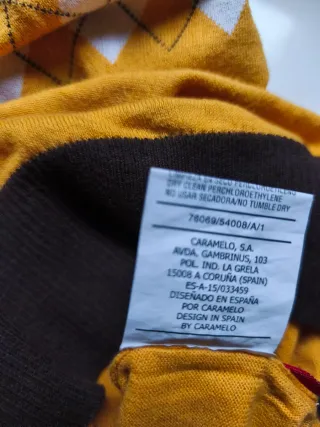 LIMPIEZA EN SECO PERCLOROETILENO
DRY CLEAN PERCHLOROETHYLENE
NO USAR SECADORA/NO TUMBLE DRY
76069/54008/A/1
CARAMELO, S.A.
AVDA. GAMBRINUS, 103
POL. IND. LA GRELA
15008 A CORUÑA (SPAIN)
ES-A-15/033459
DISEÑADO EN ESPAÑA
POR CARAMELO
DESIGN IN SPAIN
BY CARAMELO